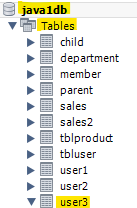 java1db
Tables
child
department
member
parent
sales
sales2
tblproduct
tbluser
user1
user2
user3